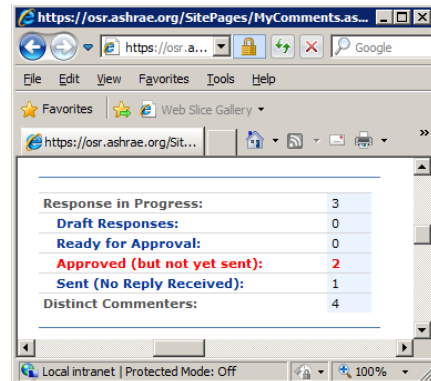 https://osr.ashrae.org/SitePages/MyComments.as...
https://osr.a...
Google
File Edit View Favorites Tools Help
Favorites Web Slice Gallery
https://osr.ashrae.org/Sit... »
Response in Progress: 3
Draft Responses: 0
Ready for Approval: 0
Approved (but not yet sent): 2
Sent (No Reply Received): 1
Distinct Commenters: 4
Local intranet | Protected Mode: Off 100%